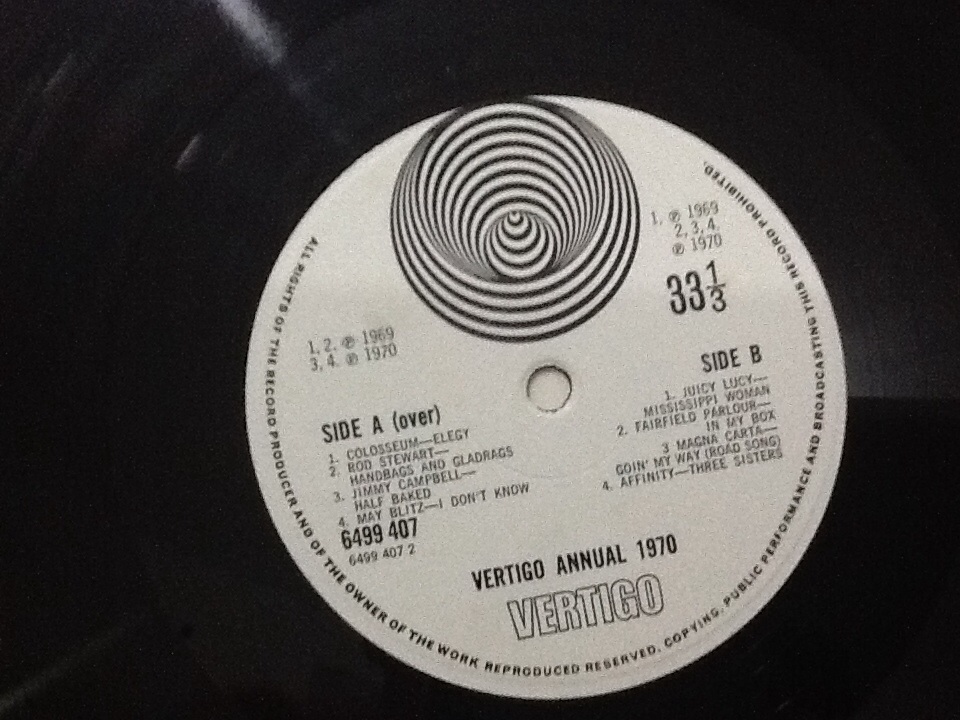 1. ℗ 1969
2, 3, 4.
℗ 1970
33 1/3
1, 2. ℗ 1969
3, 4. ℗ 1970
SIDE A (over)
1. COLOSSEUM—ELEGY
2. ROD STEWART—
HANDBAGS AND GLADRAGS
3. JIMMY CAMPBELL—
HALF BAKED
4. MAY BLITZ—I DON'T KNOW
6499 407
6499 407 2
SIDE B
1. JUICY LUCY—
MISSISSIPPI WOMAN
2. FAIRFIELD PARLOUR—
IN MY BOX
3 MAGNA CARTA—
GOIN' MY WAY (ROAD SONG)
4. AFFINITY—THREE SISTERS
VERTIGO ANNUAL 1970
VERTIGO
ALL RIGHTS OF THE RECORD PRODUCER AND OF THE OWNER OF THE WORK REPRODUCED RESERVED. COPYING, PUBLIC PERFORMANCE AND BROADCASTING THIS RECORD PROHIBITED.